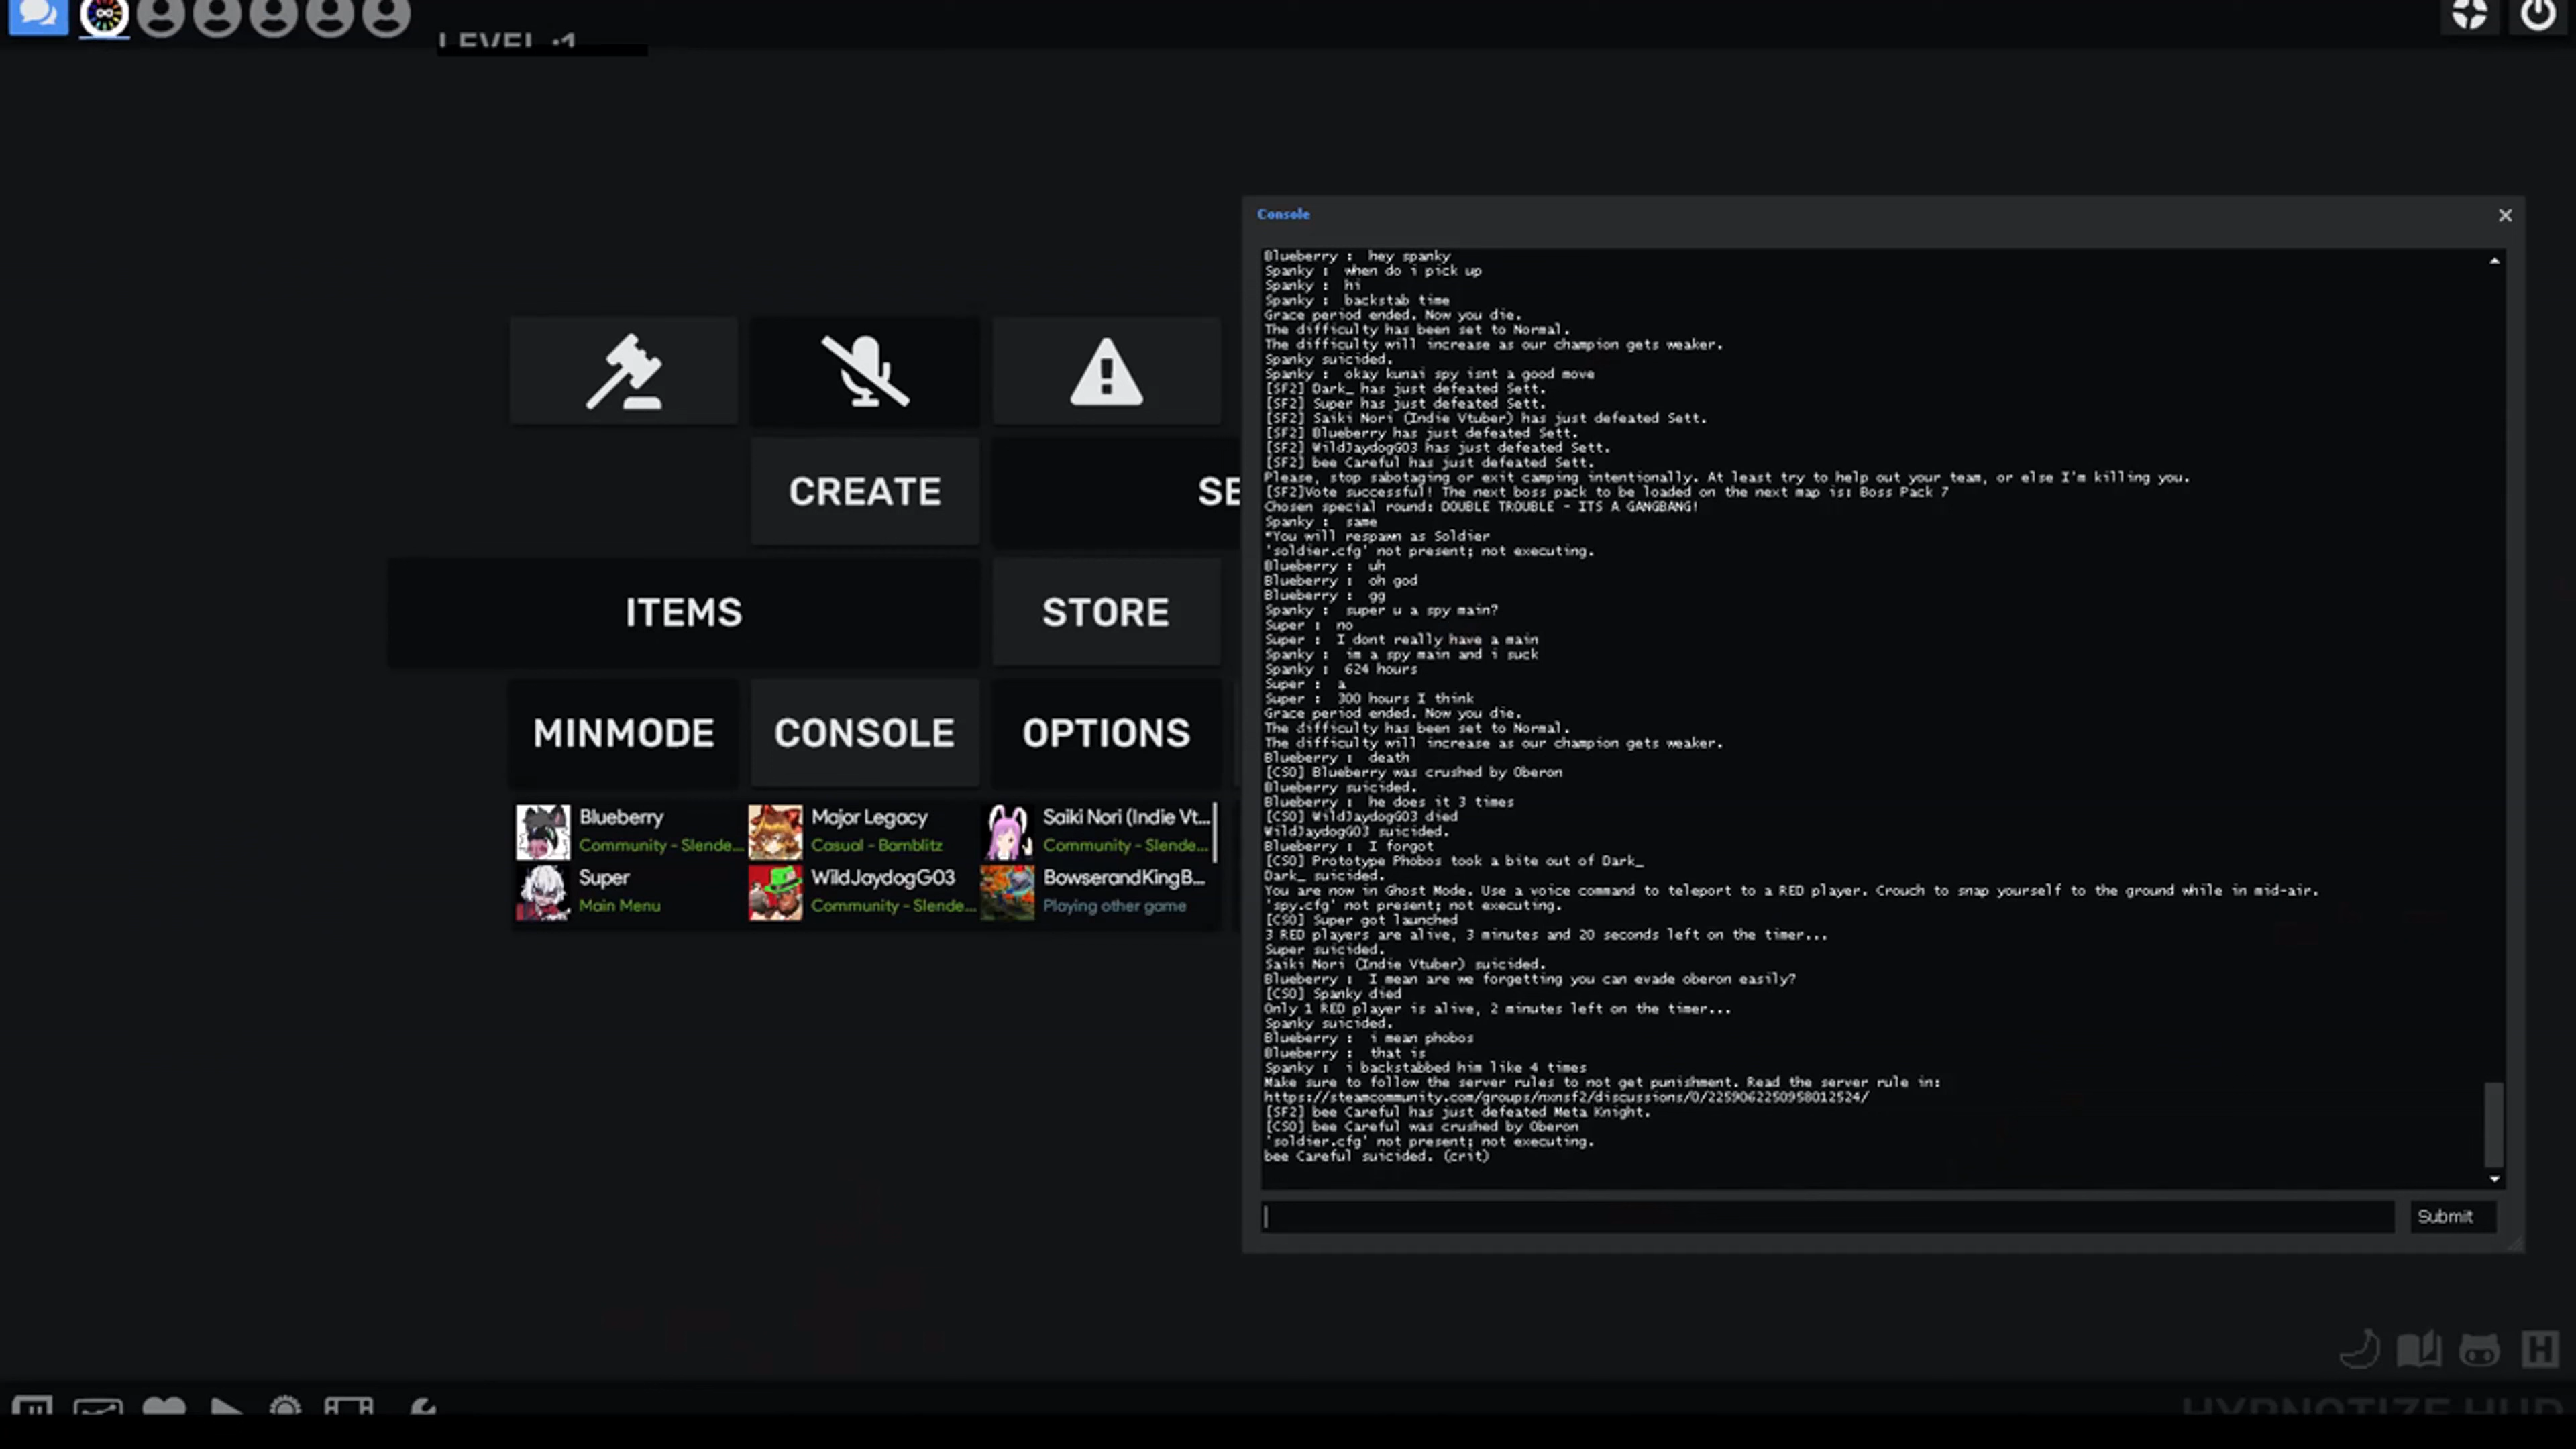 LEVEL :1
Console
Blueberry :  hey spanky
Spanky :  when do i pick up
Spanky :  hi
Spanky :  backstab time
Grace period ended. Now you die.
The difficulty has been set to Normal.
The difficulty will increase as our champion gets weaker.
Spanky suicided.
Spanky :  okay kunai spy isnt a good move
[SF2] Dark_ has just defeated Sett.
[SF2] Super has just defeated Sett.
[SF2] Saiki Nori (Indie Vtuber) has just defeated Sett.
[SF2] Blueberry has just defeated Sett.
[SF2] WildJaydogG03 has just defeated Sett.
[SF2] bee Careful has just defeated Sett.
Please, stop sabotaging or exit camping intentionally. At least try to help out your team, or else I'm killing you.
[SF2]Vote successful! The next boss pack to be loaded on the next map is: Boss Pack 7
Chosen special round: DOUBLE TROUBLE - ITS A GANGBANG!
Spanky :  same
*You will respawn as Soldier
'soldier.cfg' not present; not executing.
Blueberry :  uh
Blueberry :  oh god
Blueberry :  gg
Spanky :  super u a spy main?
Super :  no
Super :  I dont really have a main
Spanky :  im a spy main and i suck
Spanky :  624 hours
Super :  a
Super :  300 hours I think
Grace period ended. Now you die.
The difficulty has been set to Normal.
The difficulty will increase as our champion gets weaker.
Blueberry :  death
[CSO] Blueberry was crushed by Oberon
Blueberry suicided.
Blueberry :  he does it 3 times
[CSO] WildJaydogG03 died
WildJaydogG03 suicided.
Blueberry :  I forgot
[CSO] Prototype Phobos took a bite out of Dark_
Dark_ suicided.
You are now in Ghost Mode. Use a voice command to teleport to a RED player. Crouch to snap yourself to the ground while in mid-air.
'spy.cfg' not present; not executing.
[CSO] Super got launched
3 RED players are alive, 3 minutes and 20 seconds left on the timer...
Super suicided.
Saiki Nori (Indie Vtuber) suicided.
Blueberry :  I mean are we forgetting you can evade oberon easily?
[CSO] Spanky died
Only 1 RED player is alive, 2 minutes left on the timer...
Spanky suicided.
Blueberry :  i mean phobos
Blueberry :  that is
Spanky :  i backstabbed him like 4 times
Make sure to follow the server rules to not get punishment. Read the server rule in:
https://steamcommunity.com/groups/nxnsf2/discussions/0/2259062250958012524/
[SF2] bee Careful has just defeated Meta Knight.
[CSO] bee Careful was crushed by Oberon
'soldier.cfg' not present; not executing.
bee Careful suicided. (crit)
Submit
CREATE
SE
ITEMS
STORE
MINMODE
CONSOLE
OPTIONS
Blueberry
Community - Slende...
Major Legacy
Casual - Barnblitz
Saiki Nori (Indie Vt...
Community - Slende...
Super
Main Menu
WildJaydogG03
Community - Slende...
BowserandKingB...
Playing other game
HYPNOTIZE HUD